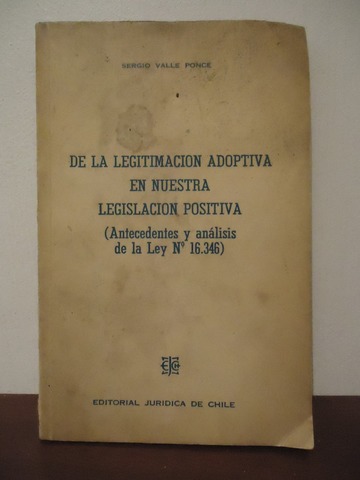 SERGIO VALLE PONCE
DE LA LEGITIMACION ADOPTIVA
EN NUESTRA
LEGISLACION POSITIVA
(Antecedentes y análisis
de la Ley Nº 16.346)
EJCH
EDITORIAL JURIDICA DE CHILE